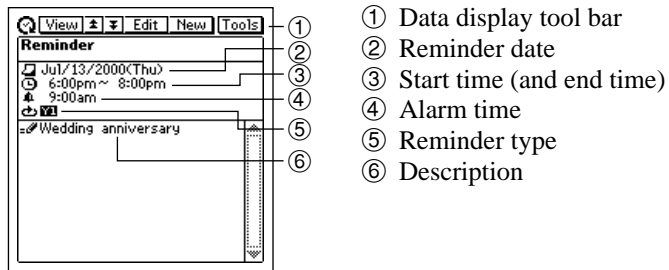 View Edit New Tools
Reminder
Jul/13/2000(Thu)
6:00pm~ 8:00pm
9:00am
Y1
Wedding anniversary
①
②
③
④
⑤
⑥
① Data display tool bar
② Reminder date
③ Start time (and end time)
④ Alarm time
⑤ Reminder type
⑥ Description